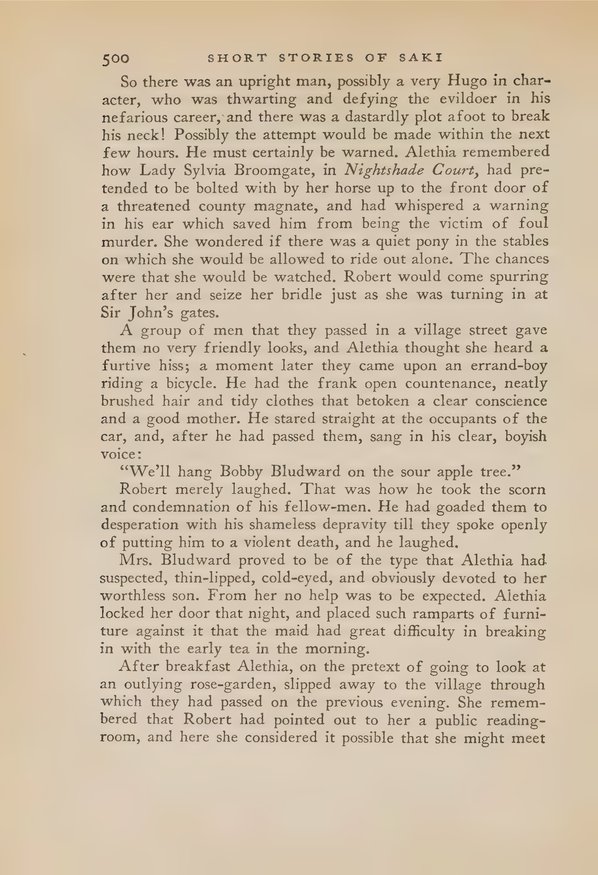 500 SHORT STORIES OF SAKI
So there was an upright man, possibly a very Hugo in char-
acter, who was thwarting and defying the evildoer in his
nefarious career, and there was a dastardly plot afoot to break
his neck! Possibly the attempt would be made within the next
few hours. He must certainly be warned. Alethia remembered
how Lady Sylvia Broomgate, in Nightshade Court, had pre-
tended to be bolted with by her horse up to the front door of
a threatened county magnate, and had whispered a warning
in his ear which saved him from being the victim of foul
murder. She wondered if there was a quiet pony in the stables
on which she would be allowed to ride out alone. The chances
were that she would be watched. Robert would come spurring
after her and seize her bridle just as she was turning in at
Sir John's gates.
A group of men that they passed in a village street gave
them no very friendly looks, and Alethia thought she heard a
furtive hiss; a moment later they came upon an errand-boy
riding a bicycle. He had the frank open countenance, neatly
brushed hair and tidy clothes that betoken a clear conscience
and a good mother. He stared straight at the occupants of the
car, and, after he had passed them, sang in his clear, boyish
voice:
"We'll hang Bobby Bludward on the sour apple tree."
Robert merely laughed. That was how he took the scorn
and condemnation of his fellow-men. He had goaded them to
desperation with his shameless depravity till they spoke openly
of putting him to a violent death, and he laughed.
Mrs. Bludward proved to be of the type that Alethia had
suspected, thin-lipped, cold-eyed, and obviously devoted to her
worthless son. From her no help was to be expected. Alethia
locked her door that night, and placed such ramparts of furni-
ture against it that the maid had great difficulty in breaking
in with the early tea in the morning.
After breakfast Alethia, on the pretext of going to look at
an outlying rose-garden, slipped away to the village through
which they had passed on the previous evening. She remem-
bered that Robert had pointed out to her a public reading-
room, and here she considered it possible that she might meet